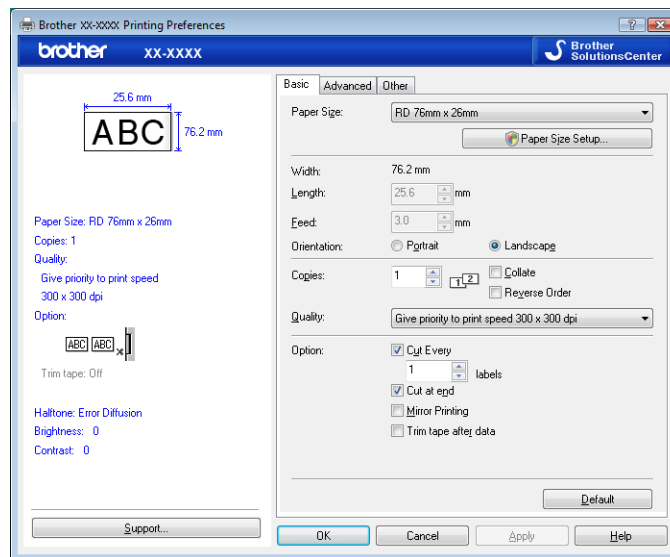 Brother XX-XXXX Printing Preferences
brother XX-XXXX
Brother
SolutionsCenter
25.6 mm
ABC
76.2 mm
Paper Size: RD 76mm x 26mm
Copies: 1
Quality:
Give priority to print speed
300 x 300 dpi
Option:
ABC ABC
Trim tape: Off
Halftone: Error Diffusion
Brightness: 0
Contrast: 0
Support...
Basic Advanced Other
Paper Size: RD 76mm x 26mm
Paper Size Setup...
Width: 76.2 mm
Length: 25.6 mm
Feed: 3.0 mm
Orientation: Portrait Landscape
Copies: 1 1 2 Collate
Reverse Order
Quality: Give priority to print speed 300 x 300 dpi
Option: Cut Every
1 labels
Cut at end
Mirror Printing
Trim tape after data
Default
OK Cancel Apply Help